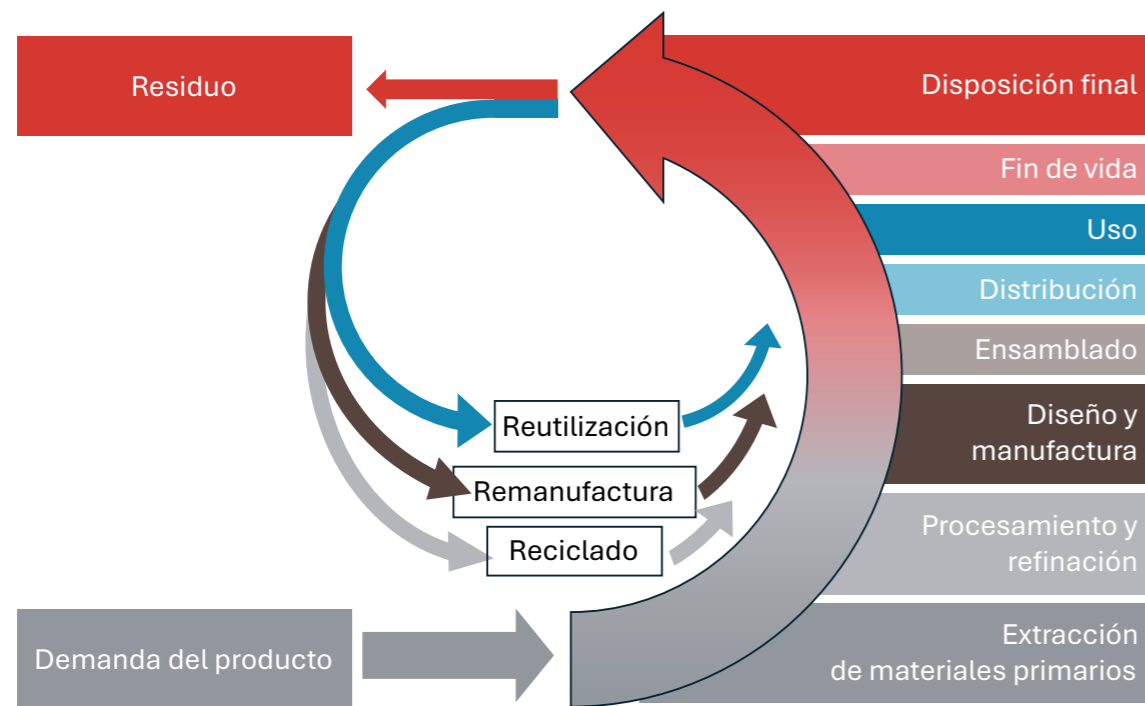 Residuo
Disposición final
Fin de vida
Uso
Distribución
Ensamblado
Diseño y
manufactura
Reutilización
Remanufactura
Reciclado
Procesamiento y
refinación
Demanda del producto
Extracción
de materiales primarios